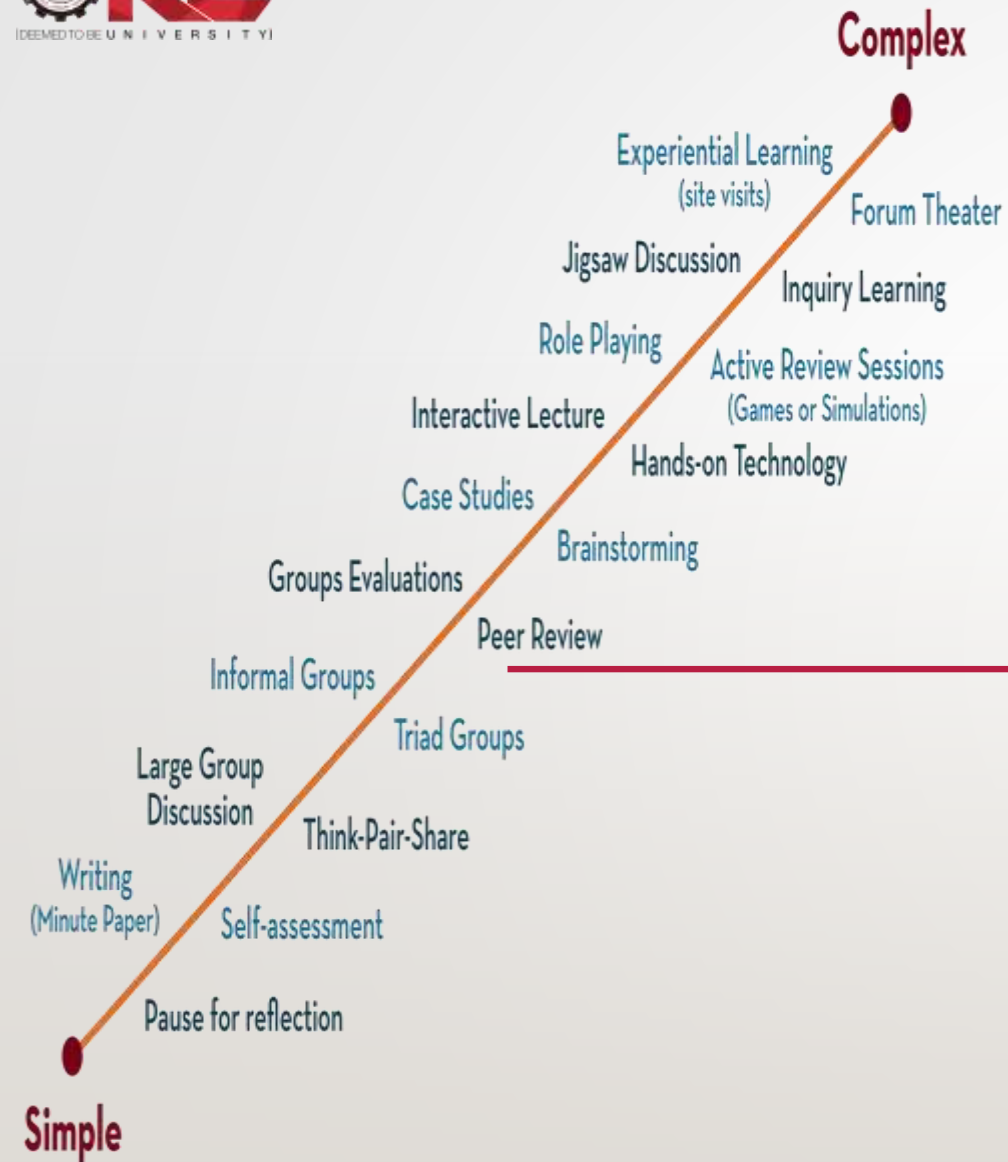 (DEEMED TO BE UNIVERSITY)
Complex
Experiential Learning
(site visits)
Forum Theater
Jigsaw Discussion
Inquiry Learning
Role Playing
Active Review Sessions
(Games or Simulations)
Interactive Lecture
Hands-on Technology
Case Studies
Brainstorming
Groups Evaluations
Peer Review
Informal Groups
Triad Groups
Large Group
Discussion
Think-Pair-Share
Writing
(Minute Paper)
Self-assessment
Pause for reflection
Simple